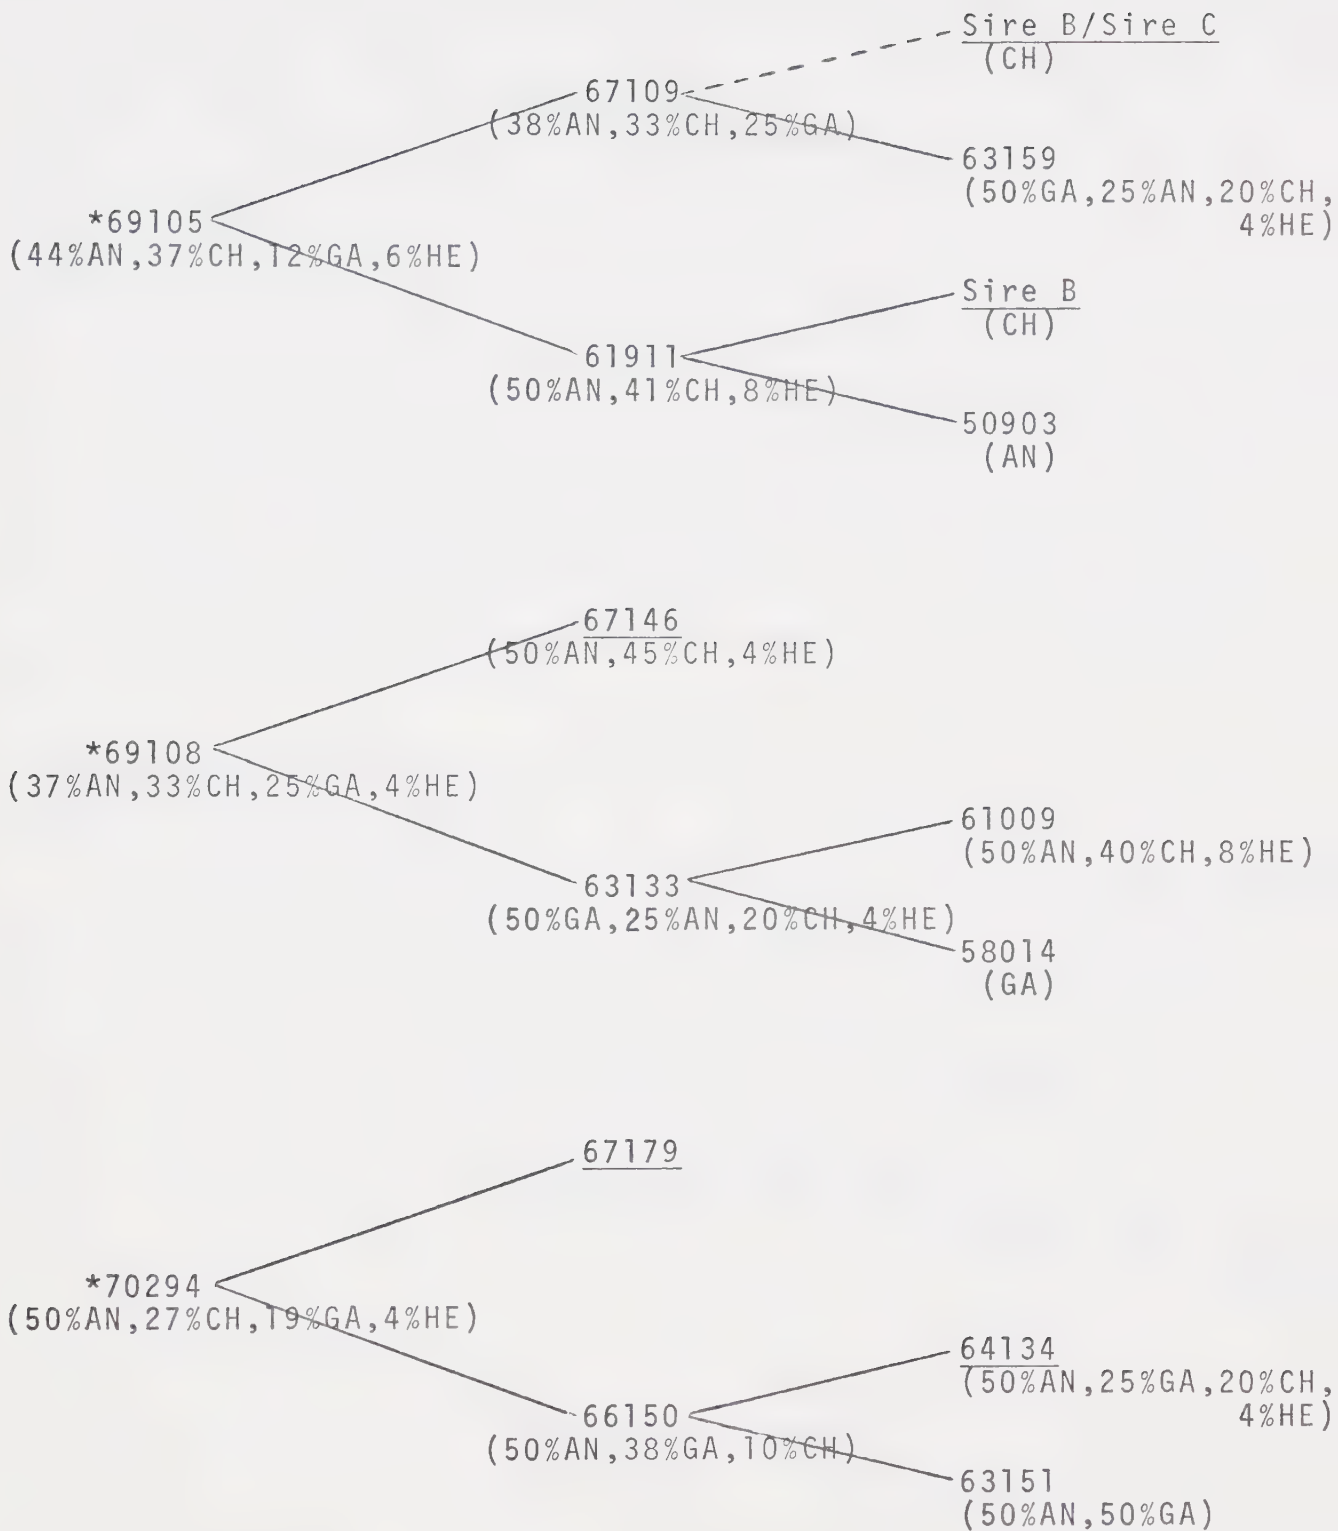 Sire B/Sire C
(CH)
67109
(38%AN,33%CH,25%GA)
63159
(50%GA,25%AN,20%CH,
4%HE)
*69105
(44%AN,37%CH,12%GA,6%HE)
Sire B
(CH)
61911
(50%AN,41%CH,8%HE)
50903
(AN)
67146
(50%AN,45%CH,4%HE)
*69108
(37%AN,33%CH,25%GA,4%HE)
61009
(50%AN,40%CH,8%HE)
63133
(50%GA,25%AN,20%CH,4%HE)
58014
(GA)
67179
*70294
(50%AN,27%CH,19%GA,4%HE)
64134
(50%AN,25%GA,20%CH,
4%HE)
66150
(50%AN,38%GA,10%CH)
63151
(50%AN,50%GA)